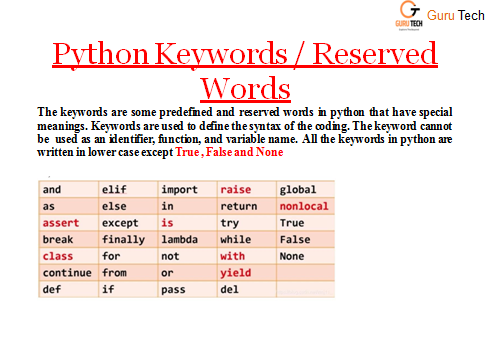 GURU TECH
Guru Tech
Python Keywords / Reserved
Words
The keywords are some predefined and reserved words in python that have special
meanings. Keywords are used to define the syntax of the coding. The keyword cannot
be used as an identifier, function, and variable name. All the keywords in python are
written in lower case except True , False and None
and elif import raise global
as else in return nonlocal
assert except is try True
break finally lambda while False
class for not with None
continue from or yield
def if pass del